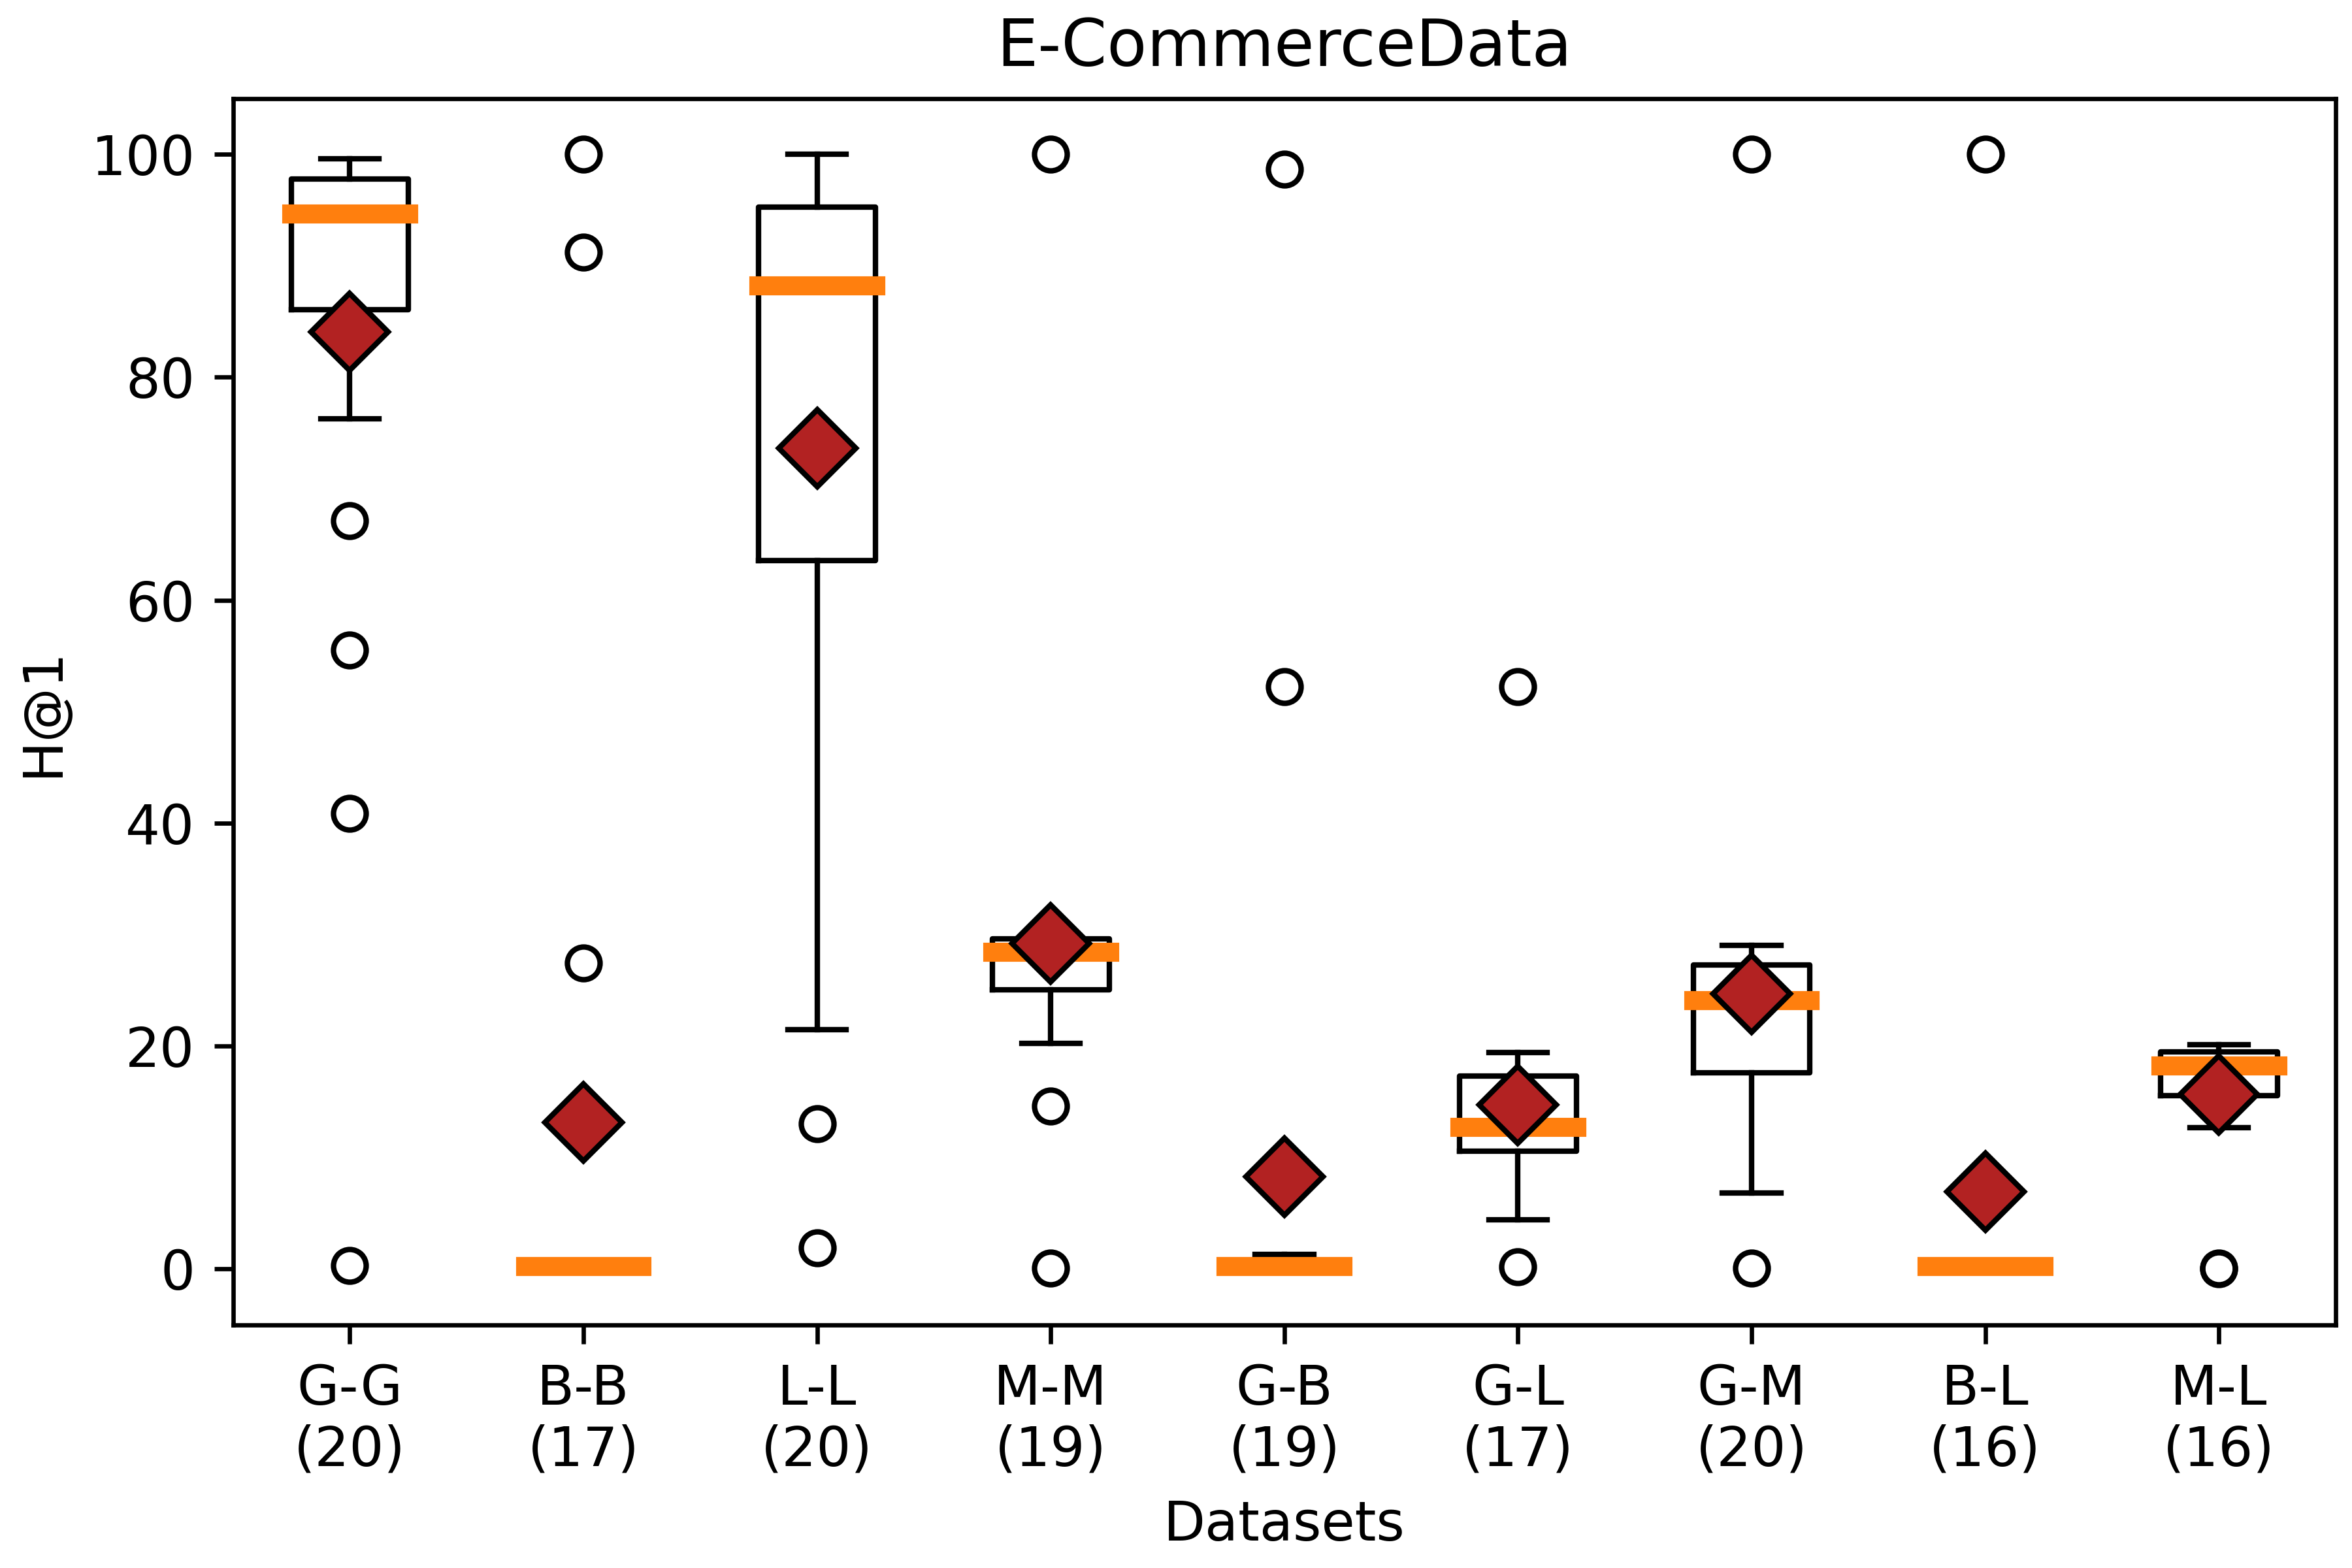 E-CommerceData
100
80
60
40
20
0
H@1
G-G
(20)
B-B
(17)
L-L
(20)
M-M
(19)
G-B
(19)
G-L
(17)
G-M
(20)
B-L
(16)
M-L
(16)
Datasets